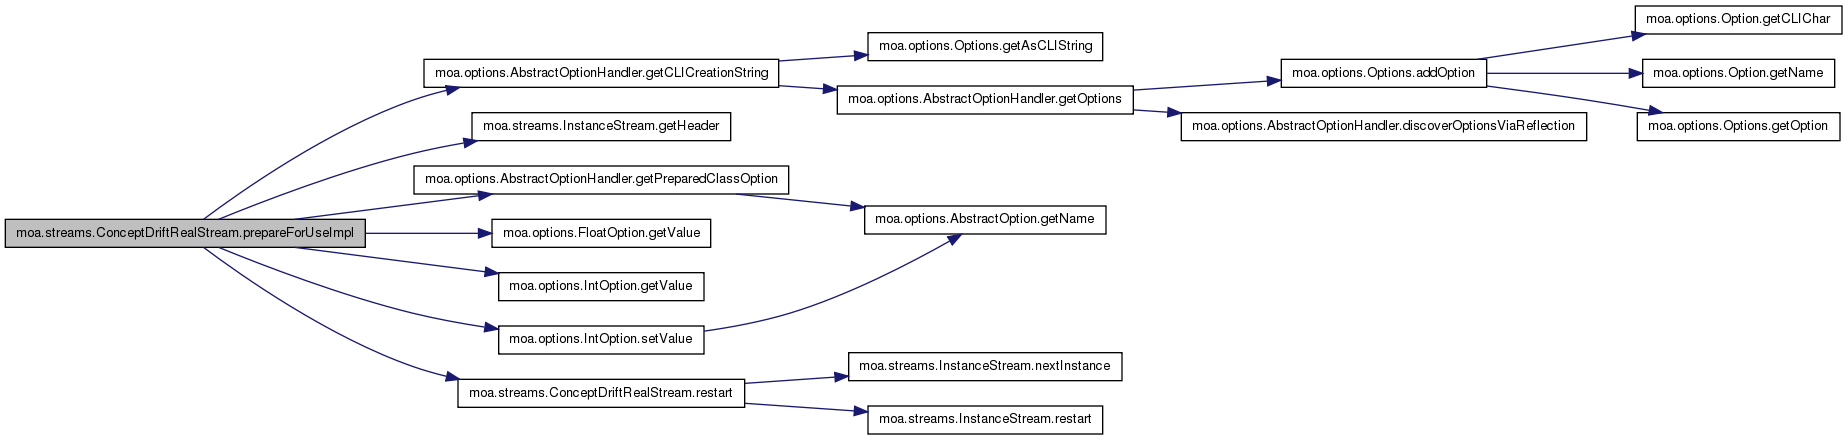 moa.options.Option.getCLIChar
moa.options.Options.getAsCLIString
moa.options.AbstractOptionHandler.getCLICreationString
moa.options.Options.addOption
moa.options.Option.getName
moa.options.AbstractOptionHandler.getOptions
moa.streams.InstanceStream.getHeader
moa.options.AbstractOptionHandler.discoverOptionsViaReflection
moa.options.Options.getOption
moa.options.AbstractOptionHandler.getPreparedClassOption
moa.options.AbstractOption.getName
moa.streams.ConceptDriftRealStream.prepareForUseImpl
moa.options.FloatOption.getValue
moa.options.IntOption.getValue
moa.options.IntOption.setValue
moa.streams.InstanceStream.nextInstance
moa.streams.ConceptDriftRealStream.restart
moa.streams.InstanceStream.restart